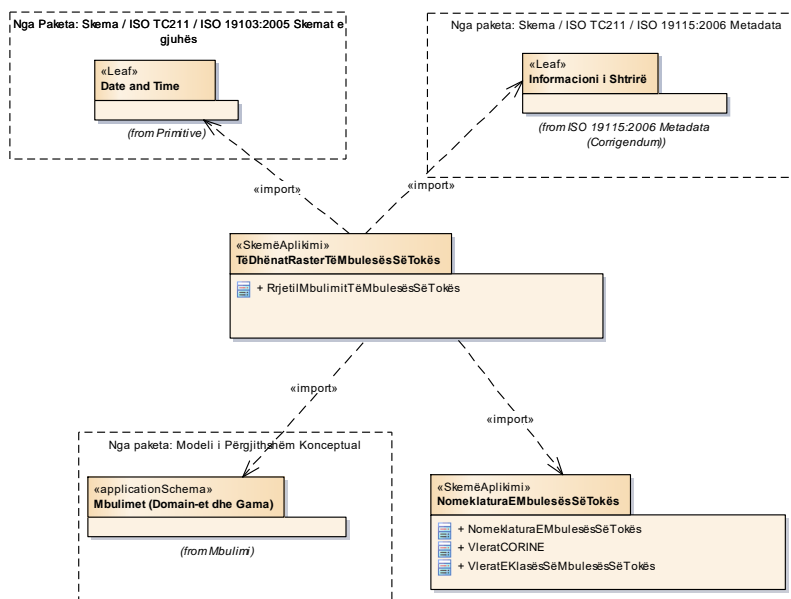 Nga Paketa: Skema / ISO TC211 / ISO 19103:2005 Skemat e
gjuhës
«Leaf»
Date and Time
(from Primitive)
Nga Paketa: Skema / ISO TC211 / ISO 19115:2006 Metadata
«Leaf»
Informacioni i Shtrirë
(from ISO 19115:2006 Metadata
(Corrigendum))
«import»
«import»
«SkemëAplikimi»
TëDhënatRasterTëMbulesësSëTokës
+ RrjetiIMbulimitTëMbulesësSëTokës
«import»
«import»
Nga paketa: Modeli i Përgjithshëm Konceptual
«applicationSchema»
Mbulimet (Domain-et dhe Gama)
(from Mbulimi)
«SkemëAplikimi»
NomeklaturaEMbulesësSëTokës
+ NomeklaturaEMbulesësSëTokës
+ VleratCORINE
+ VleratEKlasësSëMbulesësSëTokës